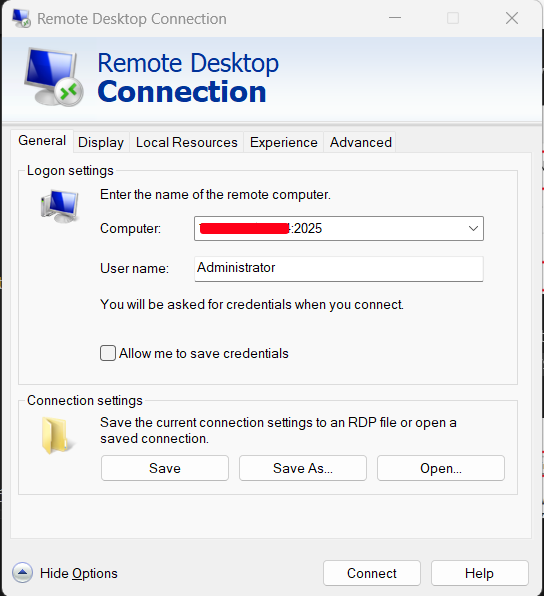 Remote Desktop Connection
Remote Desktop
Connection
General Display Local Resources Experience Advanced
Logon settings
Enter the name of the remote computer.
Computer: :2025
User name: Administrator
You will be asked for credentials when you connect.
Allow me to save credentials
Connection settings
Save the current connection settings to an RDP file or open a
saved connection.
Save Save As... Open...
Hide Options Connect Help